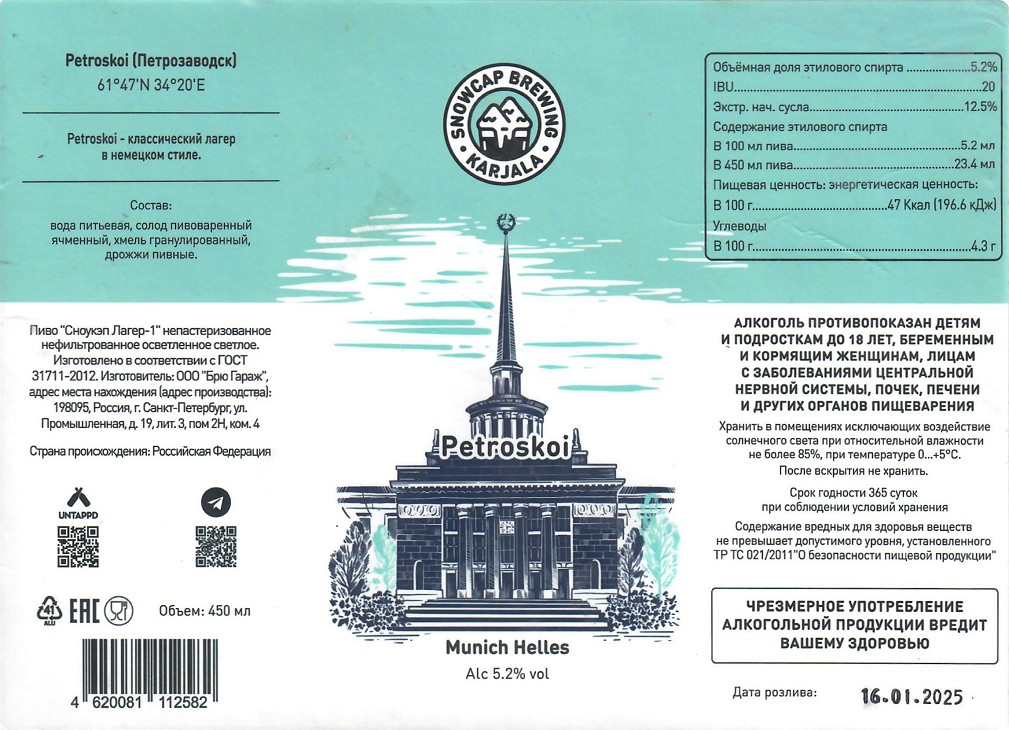 Petroskoi (Петрозаводск)
61°47'N 34°20'E
Petroskoi - классический лагер
в немецком стиле.
Состав:
вода питьевая, солод пивоваренный
ячменный, хмель гранулированный,
дрожжи пивные.
Пиво "Сноукэп Лагер-1" непастеризованное
нефильтрованное осветленное светлое.
Изготовлено в соответствии с ГОСТ
31711-2012. Изготовитель: ООО "Брю Гараж",
адрес места нахождения (адрес производства):
198095, Россия, г. Санкт-Петербург, ул.
Промышленная, д. 19, лит. 3, пом 2Н, ком. 4
Страна происхождения: Российская Федерация
UNTAPPD
41
ALU
EAC
Объем: 450 мл
4 620081 112582
SNOWCAP BREWING
• KARJALA •
Petroskoi
Munich Helles
Alc 5.2% vol
Объёмная доля этилового спирта ..............5.2%
IBU..............20
Экстр. нач. сусла..............12.5%
Содержание этилового спирта
В 100 мл пива..............5.2 мл
В 450 мл пива..............23.4 мл
Пищевая ценность: энергетическая ценность:
В 100 г..............47 Ккал (196.6 кДж)
Углеводы
В 100 г..............4.3 г
АЛКОГОЛЬ ПРОТИВОПОКАЗАН ДЕТЯМ
И ПОДРОСТКАМ ДО 18 ЛЕТ, БЕРЕМЕННЫМ
И КОРМЯЩИМ ЖЕНЩИНАМ, ЛИЦАМ
С ЗАБОЛЕВАНИЯМИ ЦЕНТРАЛЬНОЙ
НЕРВНОЙ СИСТЕМЫ, ПОЧЕК, ПЕЧЕНИ
И ДРУГИХ ОРГАНОВ ПИЩЕВАРЕНИЯ
Хранить в помещениях исключающих воздействие
солнечного света при относительной влажности
не более 85%, при температуре 0...+5°С.
После вскрытия не хранить.
Срок годности 365 суток
при соблюдении условий хранения
Содержание вредных для здоровья веществ
не превышает допустимого уровня, установленного
ТР ТС 021/2011"О безопасности пищевой продукции"
ЧРЕЗМЕРНОЕ УПОТРЕБЛЕНИЕ
АЛКОГОЛЬНОЙ ПРОДУКЦИИ ВРЕДИТ
ВАШЕМУ ЗДОРОВЬЮ
Дата розлива: 16.01.2025